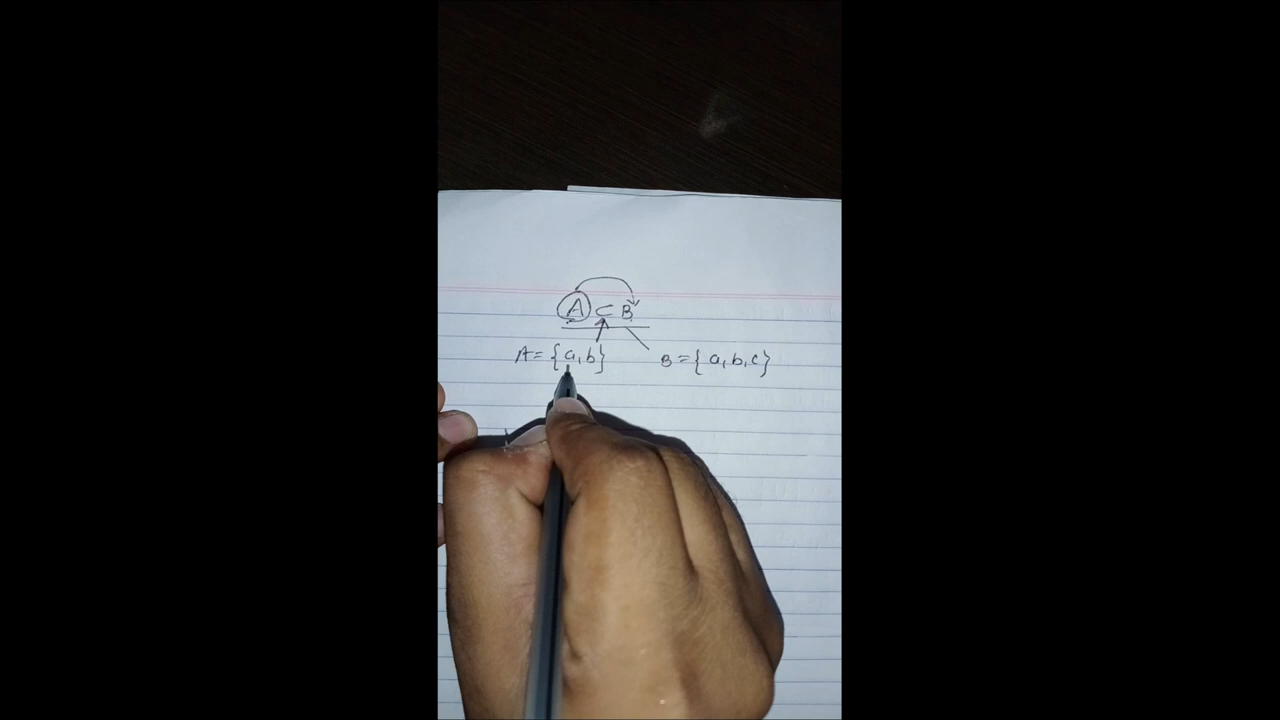 A ⊂ B
A = {a, b} B = {a, b, c}